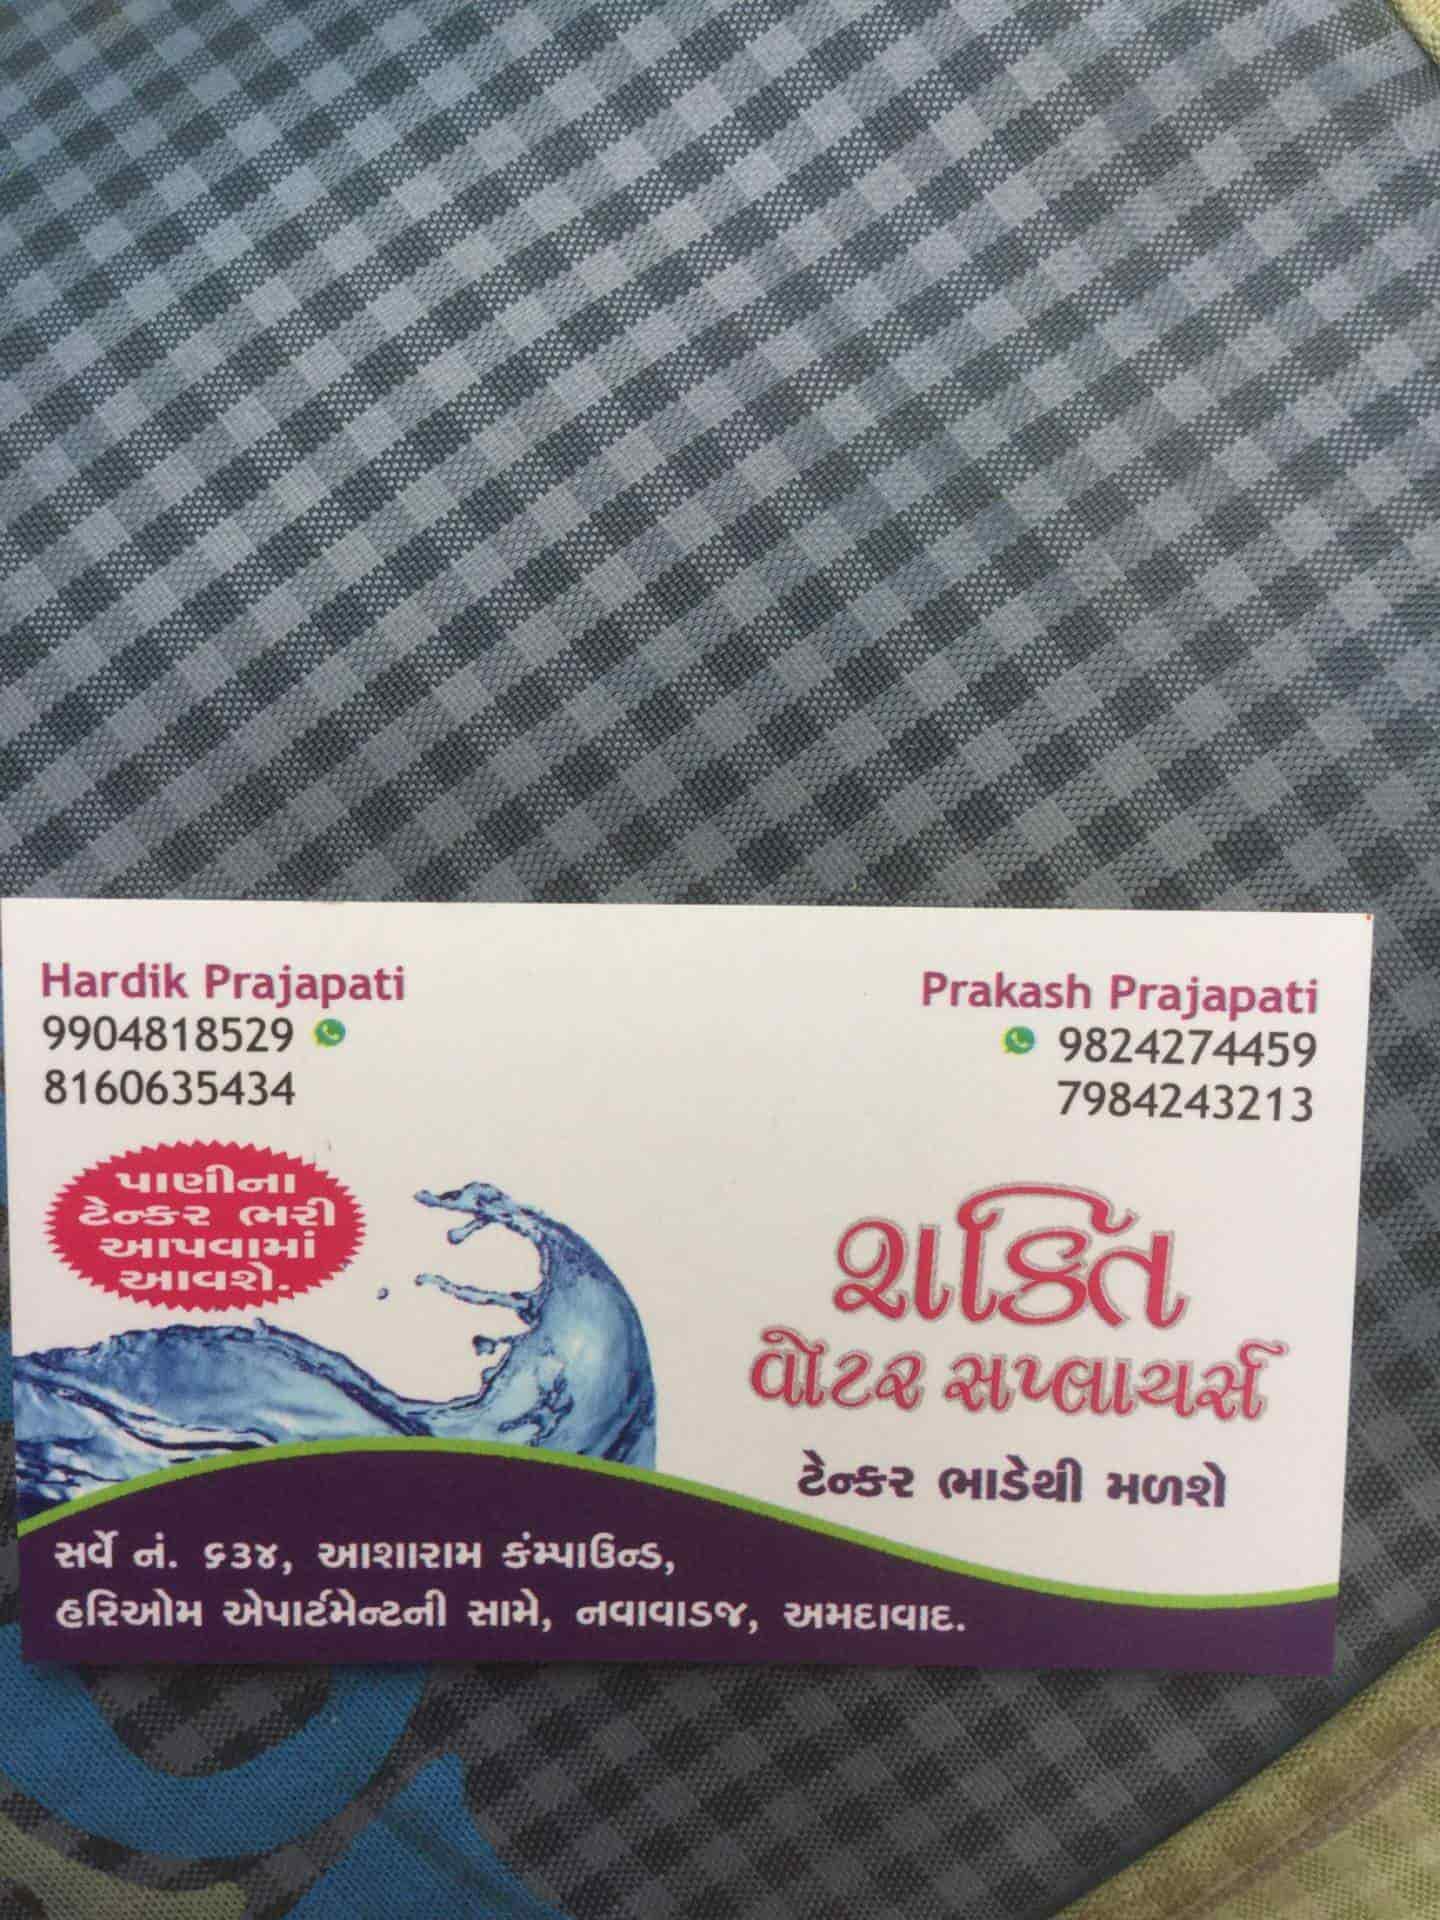 Hardik Prajapati
9904818529
8160635434
Prakash Prajapati
9824274459
7984243213
પાણીના
ટેન્કર ભરી
આપવામાં
આવશે.
શક્તિ
વૉટર સપ્લાયર્સ
ટેન્કર ભાડેથી મળશે
સર્વે નં. ૬૩૪, આશારામ કંમ્પાઉન્ડ,
હરિઓમ એપાર્ટમેન્ટની સામે, નવાવાડજ, અમદાવાદ.